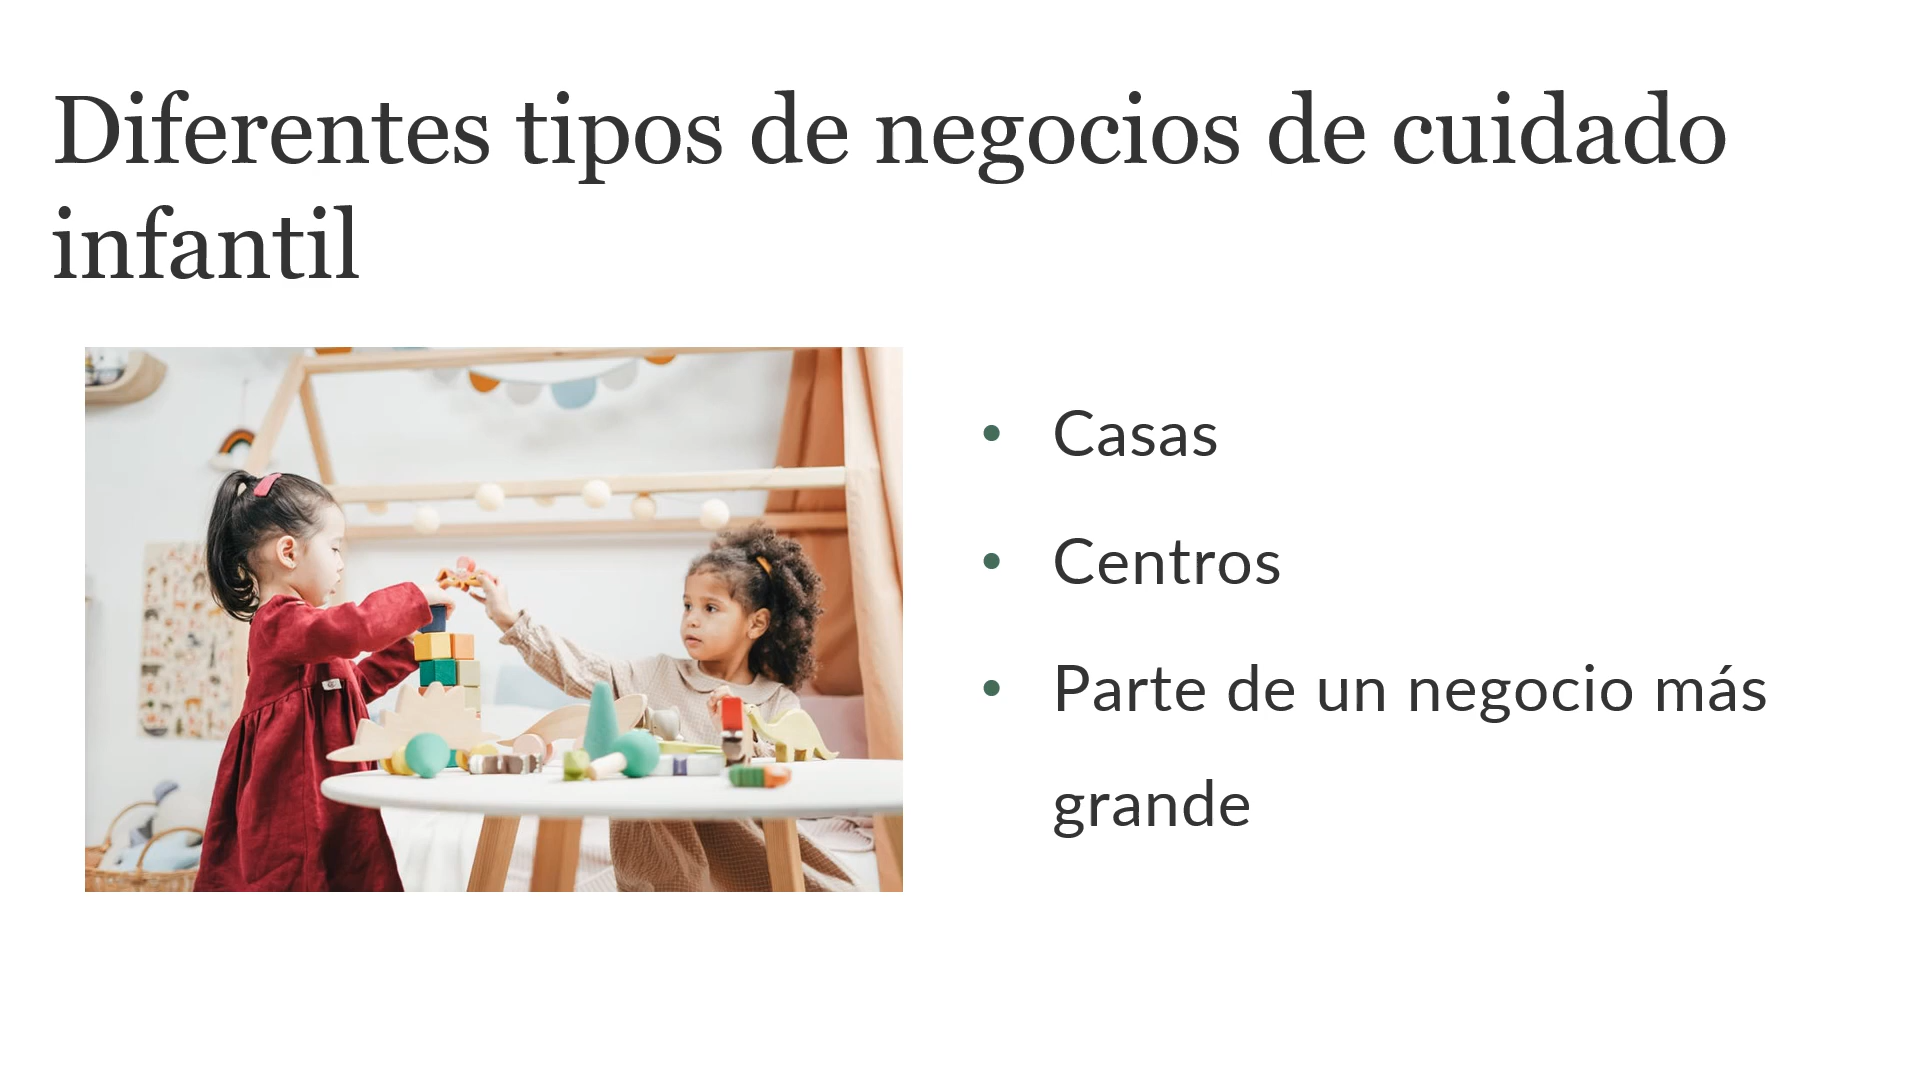 Diferentes tipos de negocios de cuidado
infantil
• Casas
• Centros
• Parte de un negocio más
grande